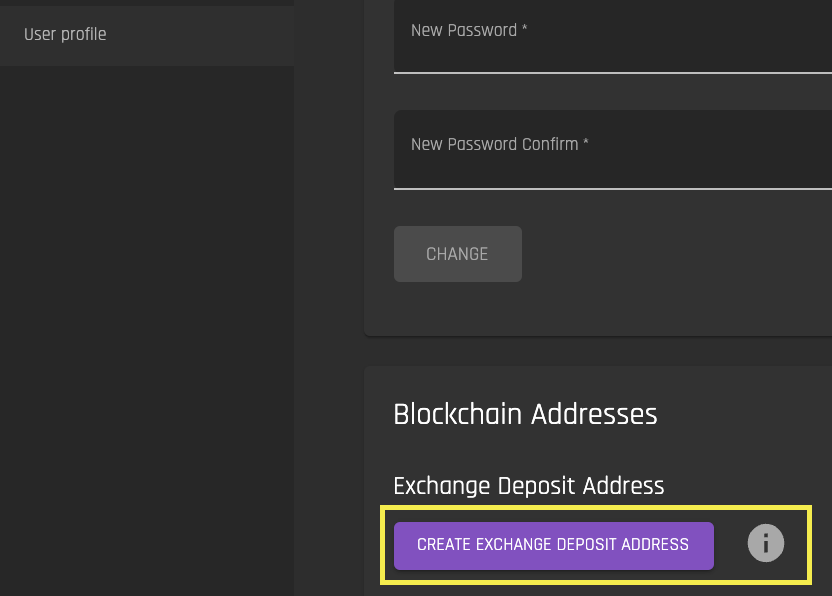 User profile
New Password *
New Password Confirm *
CHANGE
Blockchain Addresses
Exchange Deposit Address
CREATE EXCHANGE DEPOSIT ADDRESS
i